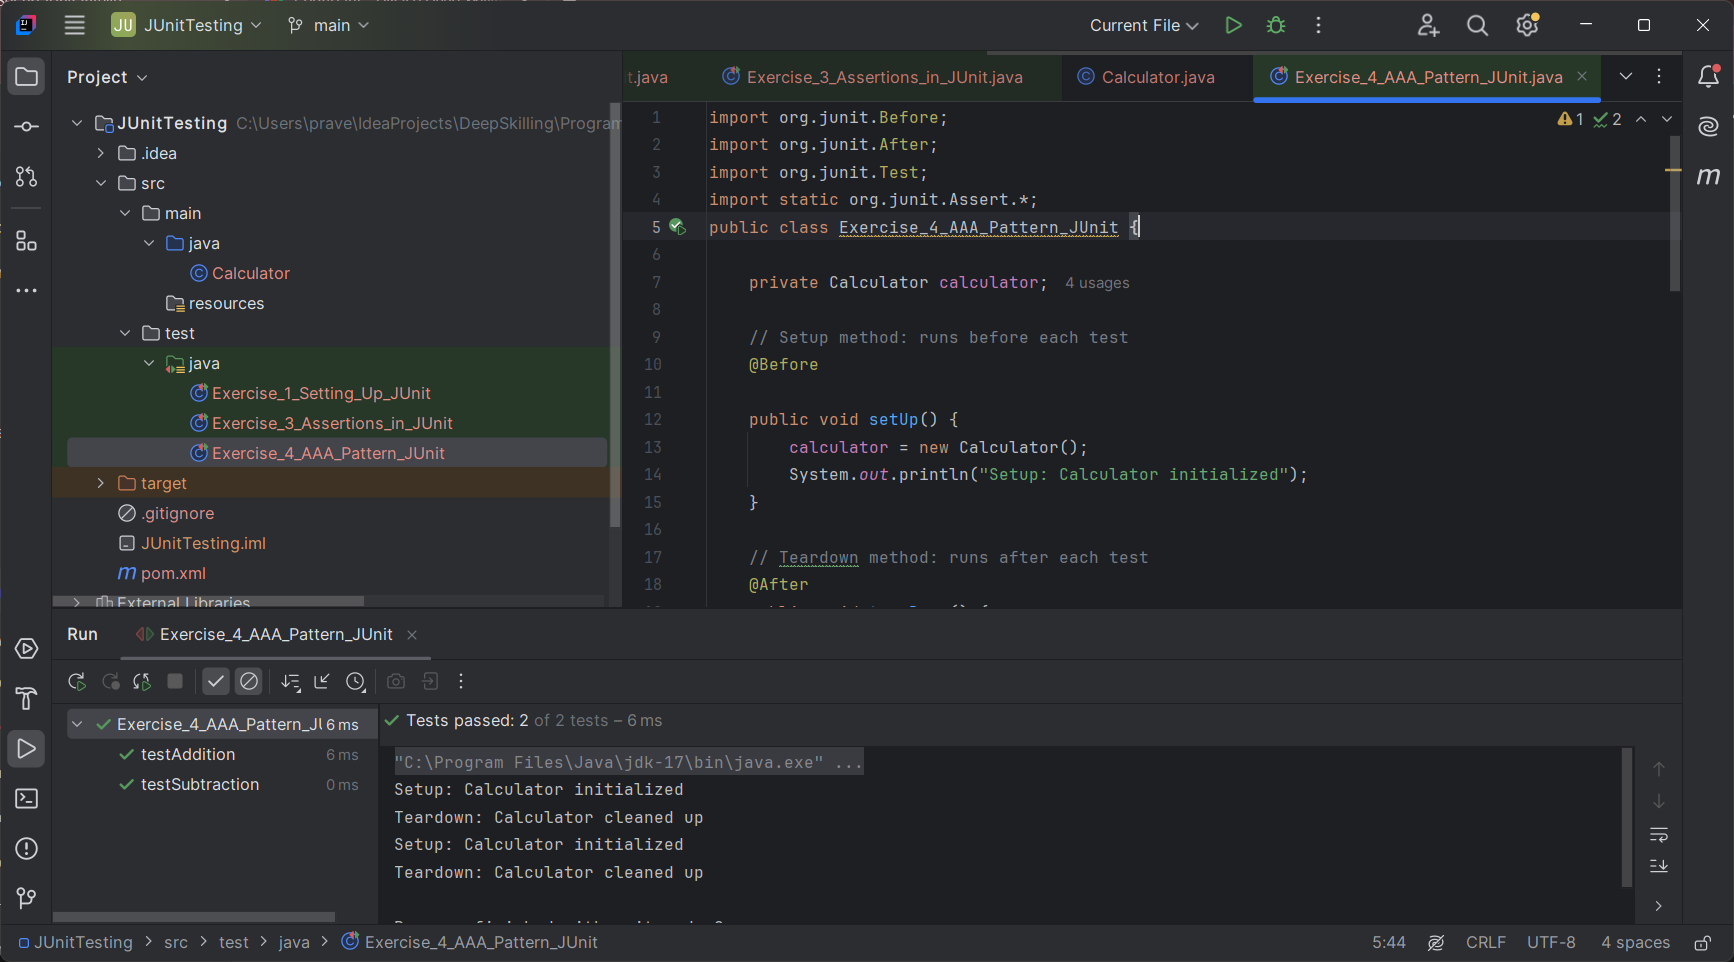 JU JUnitTesting main Current File
Project
JUnitTesting C:\Users\prave\IdeaProjects\DeepSkilling\Program
.idea
src
main
java
Calculator
resources
test
java
Exercise_1_Setting_Up_JUnit
Exercise_3_Assertions_in_JUnit
Exercise_4_AAA_Pattern_JUnit
target
.gitignore
JUnitTesting.iml
pom.xml
External Libraries
t.java Exercise_3_Assertions_in_JUnit.java Calculator.java Exercise_4_AAA_Pattern_JUnit.java
1 import org.junit.Before;
2 import org.junit.After;
3 import org.junit.Test;
4 import static org.junit.Assert.*;
5 public class Exercise_4_AAA_Pattern_JUnit {
6
7 private Calculator calculator; 4 usages
8
9 // Setup method: runs before each test
10 @Before
11
12 public void setUp() {
13 calculator = new Calculator();
14 System.out.println("Setup: Calculator initialized");
15 }
16
17 // Teardown method: runs after each test
18 @After
1 2
m
Run Exercise_4_AAA_Pattern_JUnit
Exercise_4_AAA_Pattern_JU 6 ms
testAddition 6 ms
testSubtraction 0 ms
Tests passed: 2 of 2 tests – 6 ms
"C:\Program Files\Java\jdk-17\bin\java.exe" ...
Setup: Calculator initialized
Teardown: Calculator cleaned up
Setup: Calculator initialized
Teardown: Calculator cleaned up
JUnitTesting > src > test > java > Exercise_4_AAA_Pattern_JUnit 5:44 CRLF UTF-8 4 spaces